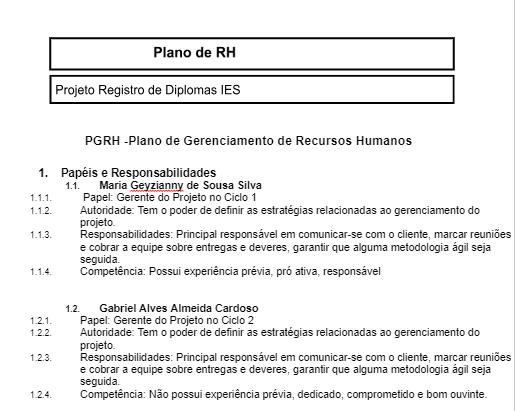 Plano de RH
Projeto Registro de Diplomas IES
PGRH -Plano de Gerenciamento de Recursos Humanos
1. Papéis e Responsabilidades
1.1. Maria Geyzianny de Sousa Silva
1.1.1. Papel: Gerente do Projeto no Ciclo 1
1.1.2. Autoridade: Tem o poder de definir as estratégias relacionadas ao gerenciamento do
projeto.
1.1.3. Responsabilidades: Principal responsável em comunicar-se com o cliente, marcar reuniões
e cobrar a equipe sobre entregas e deveres, garantir que alguma metodologia ágil seja
seguida.
1.1.4. Competência: Possui experiência prévia, pró ativa, responsável
1.2. Gabriel Alves Almeida Cardoso
1.2.1. Papel: Gerente do Projeto no Ciclo 2
1.2.2. Autoridade: Tem o poder de definir as estratégias relacionadas ao gerenciamento do
projeto.
1.2.3. Responsabilidades: Principal responsável em comunicar-se com o cliente, marcar reuniões
e cobrar a equipe sobre entregas e deveres, garantir que alguma metodologia ágil seja
seguida.
1.2.4. Competência: Não possui experiência prévia, dedicado, comprometido e bom ouvinte.